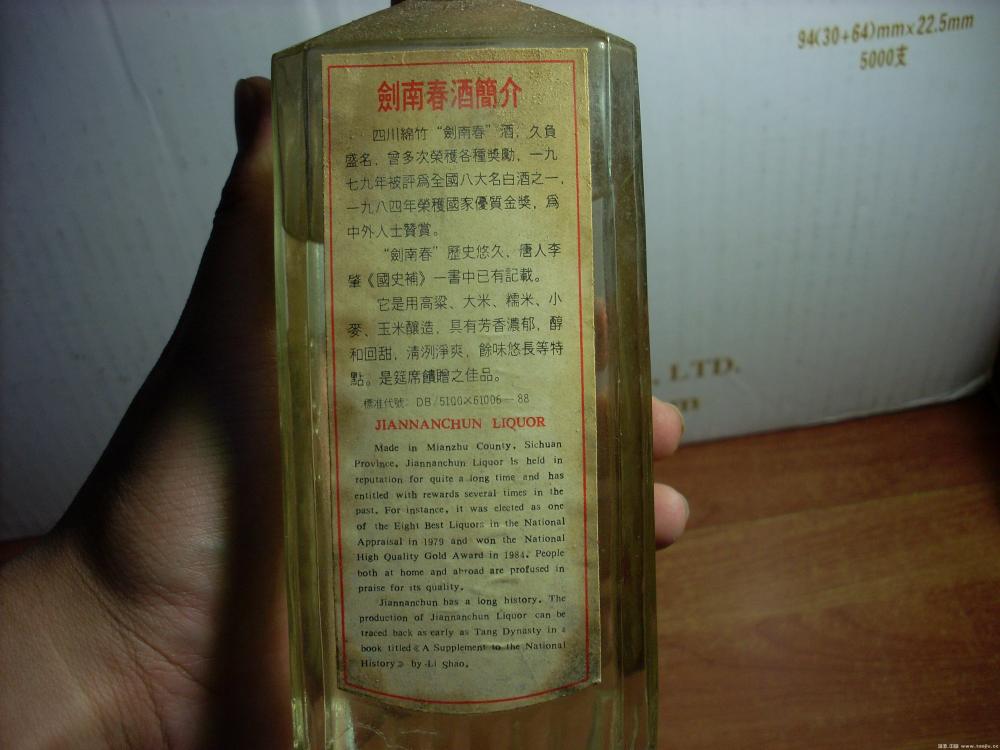 94(30+64)mm×22.5mm
5000支
劍南春酒簡介
四川綿竹“劍南春”酒，久負
盛名，曾多次榮獲各種獎勵，一九
七九年被評爲全國八大名白酒之一，
一九八四年榮獲國家優質金獎，爲
中外人士贊賞。
“劍南春”歷史悠久，唐人李
肇《國史補》一書中已有記載。
它是用高粱、大米、糯米、小
麥、玉米釀造，具有芳香濃郁，醇
和回甜，清洌淨爽，餘味悠長等特
點。是筵席饋贈之佳品。
標准代號：DB/5100×61006—88
JIANNANCHUN LIQUOR
Made in Mianzhu County, Sichuan
Province, Jiannanchun Liquor is held in
reputation for quite a long time and has
entitled with rewards several times in the
past. For instance, it was elected as one
of the Eight Best Liquors in the National
Appraisal in 1979 and won the National
High Quality Gold Award in 1984. People
both at home and abroad are profused in
praise for its quality.
Jiannanchun has a long history. The
production of Jiannanchun Liquor can be
traced back as early as Tang Dynasty in a
book titled《A Supplement to the National
History》 by Li Shao.
. LTD.